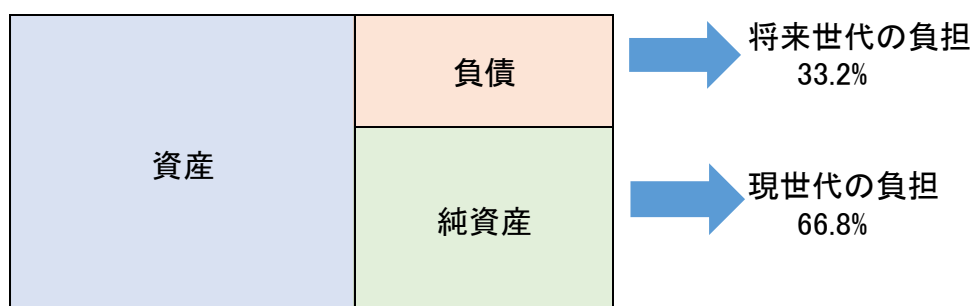 資産
負債
将来世代の負担
33.2%
純資産
現世代の負担
66.8%